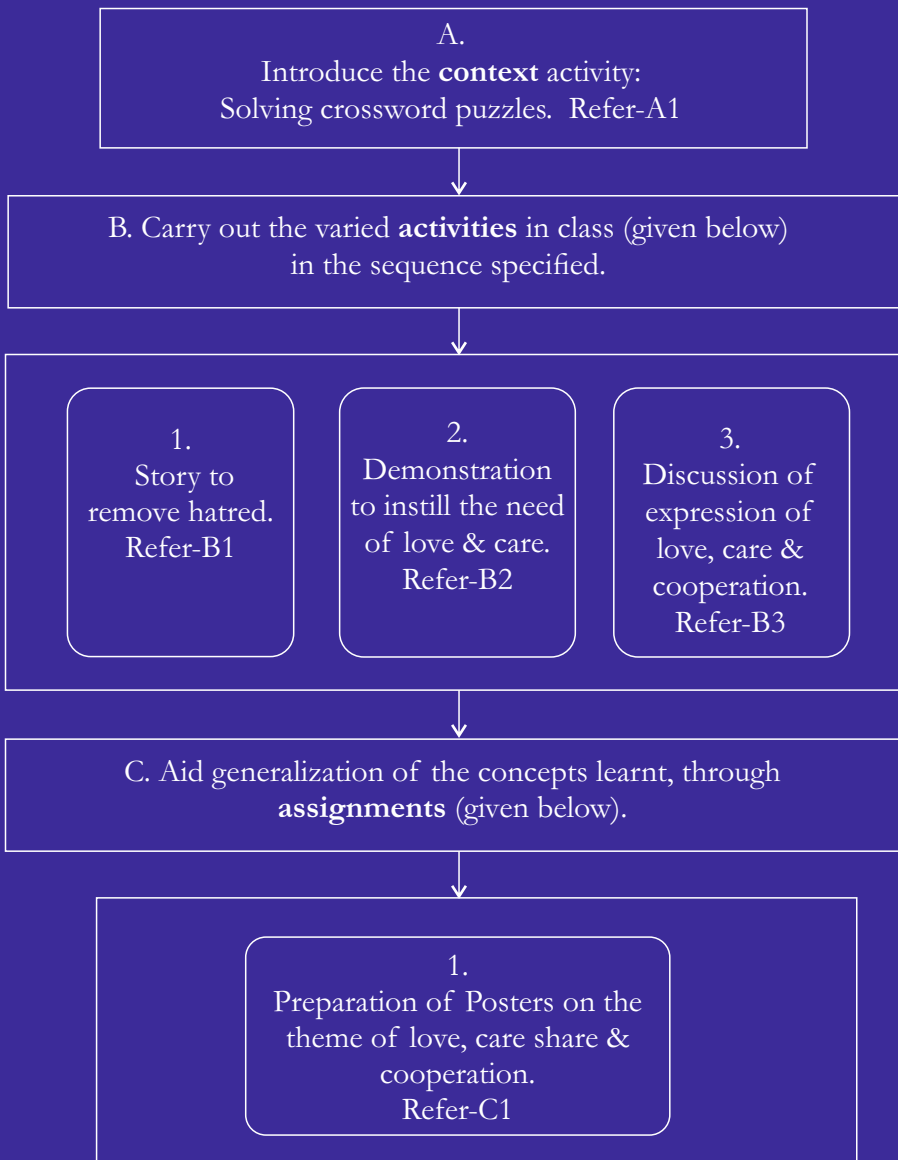 A.
Introduce the context activity:
Solving crossword puzzles. Refer-A1
B. Carry out the varied activities in class (given below)
in the sequence specified.
1.
Story to
remove hatred.
Refer-B1
2.
Demonstration
to instill the need
of love & care.
Refer-B2
3.
Discussion of
expression of
love, care &
cooperation.
Refer-B3
C. Aid generalization of the concepts learnt, through
assignments (given below).
1.
Preparation of Posters on the
theme of love, care share &
cooperation.
Refer-C1